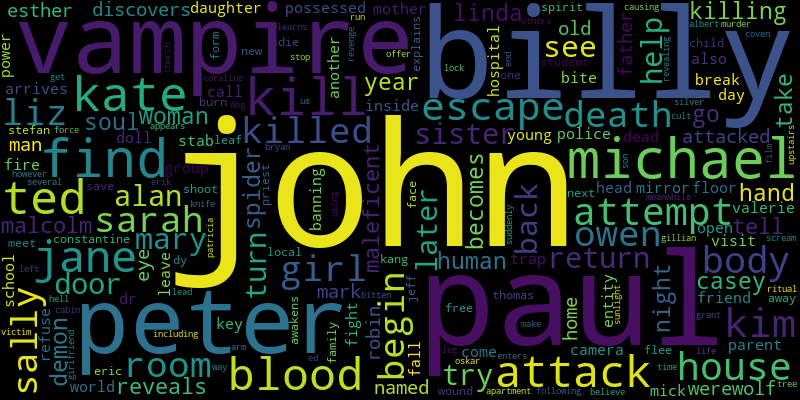 esther discovers daughter possessed mother linda killing
power vampire billy
form new learns die another explains spirit old father revealing others causing albert murder coven
arrives kate call burn offer run revenge church stop hospital one student see help child also
liz woman year inside us bite lock end break day
coraline dog escape death go silver cult take
soul doll kill sister young police dead attacked
stefan force appears stab leaf killed
man fire find group bryan priest john michael upstairs film
several however save shoot spider erik knife using face becomes son next head mirror floor
ted alan banning maleficent later suddenly meanwhile hand
malcolm sarah patricia back attempt valerie
meet constantine mary turn local owen open tell gillian scream
jane eye leave kang human trap return visit
school left door dy girl bitten body
hell dr lead mark jeff begin night casey
sally peter key awakens fight robin free thomas entity sunlight friend away ritual
victim cabin including family home grant kim
refuse demon girlfriend room arm fall leg make paul camera flee life parent
eric way ed oskar come enters time house
world reveals blood named try attack mick werewolf tree
wound apartment following believe get